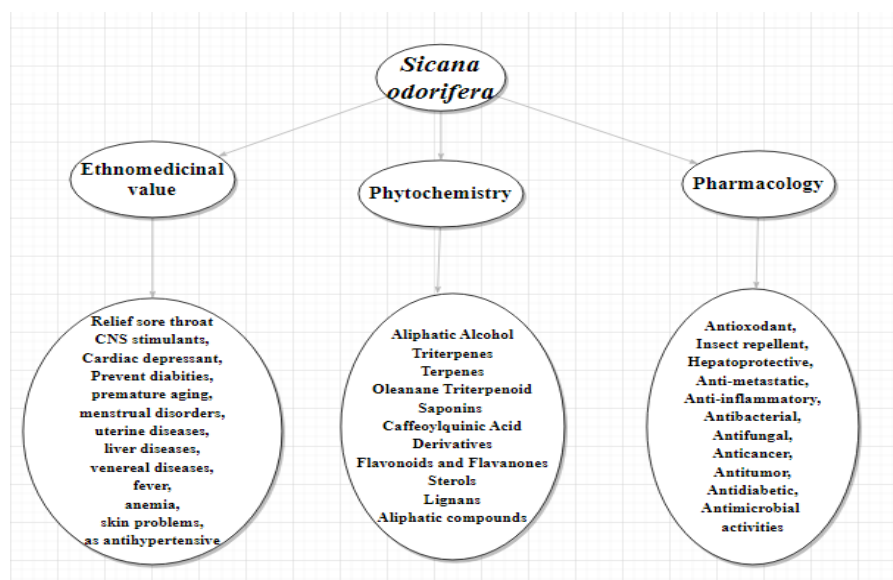 Sicana
odorifera
Ethnomedicinal
value
Phytochemistry
Pharmacology
Relief sore throat
CNS stimulants,
Cardiac depressant,
Prevent diabities,
premature aging,
menstrual disorders,
uterine diseases,
liver diseases,
venereal diseases,
fever,
anemia,
skin problems,
as antihypertensive
Aliphatic Alcohol
Triterpenes
Terpenes
Oleanane Triterpenoid
Saponins
Caffeoylquinic Acid
Derivatives
Flavonoids and Flavanones
Sterols
Lignans
Aliphatic compounds
Antioxodant,
Insect repellent,
Hepatoprotective,
Anti-metastatic,
Anti-inflammatory,
Antibacterial,
Antifungal,
Anticancer,
Antitumor,
Antidiabetic,
Antimicrobial
activities